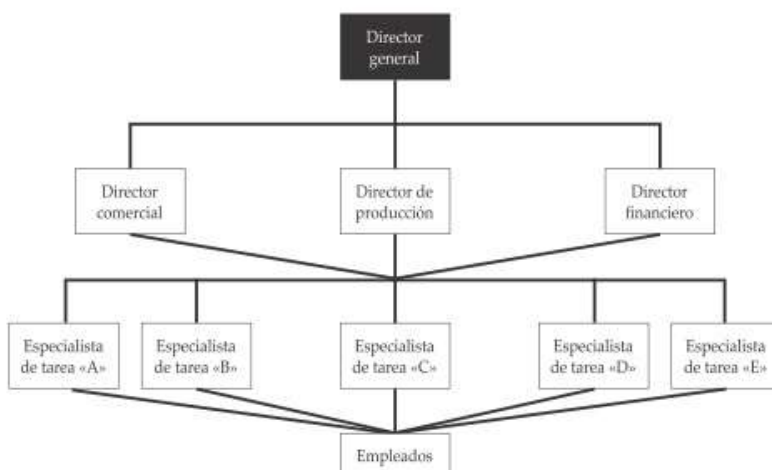 Director
general
Director
comercial
Director de
producción
Director
financiero
Especialista
de tarea «A»
Especialista
de tarea «B»
Especialista
de tarea «C»
Especialista
de tarea «D»
Especialista
de tarea «E»
Empleados